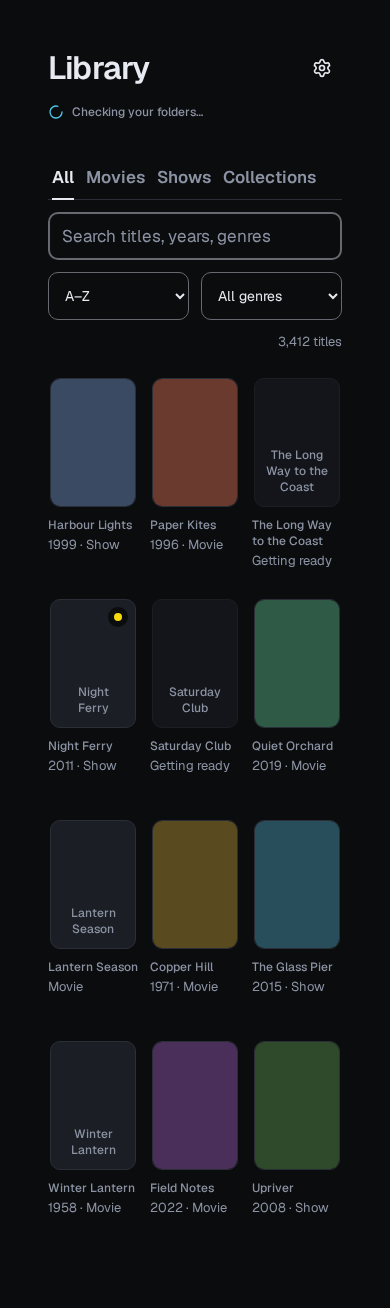 Library
Checking your folders…
All Movies Shows Collections
Search titles, years, genres
A–Z All genres
3,412 titles
The Long
Way to the
Coast
Harbour Lights
1999 · Show
Paper Kites
1996 · Movie
The Long Way
to the Coast
Getting ready
Night
Ferry
Saturday
Club
Night Ferry
2011 · Show
Saturday Club
Getting ready
Quiet Orchard
2019 · Movie
Lantern
Season
Lantern Season
Movie
Copper Hill
1971 · Movie
The Glass Pier
2015 · Show
Winter
Lantern
Winter Lantern
1958 · Movie
Field Notes
2022 · Movie
Upriver
2008 · Show